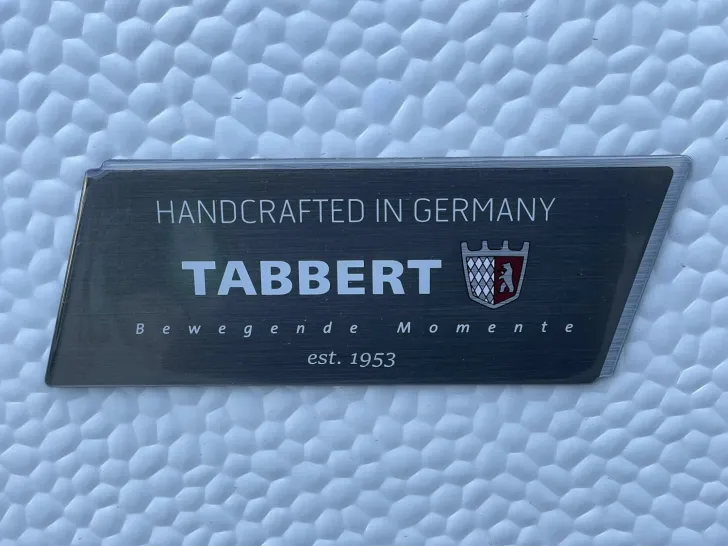 HANDCRAFTED IN GERMANY
TABBERT
Bewegende Momente
est. 1953